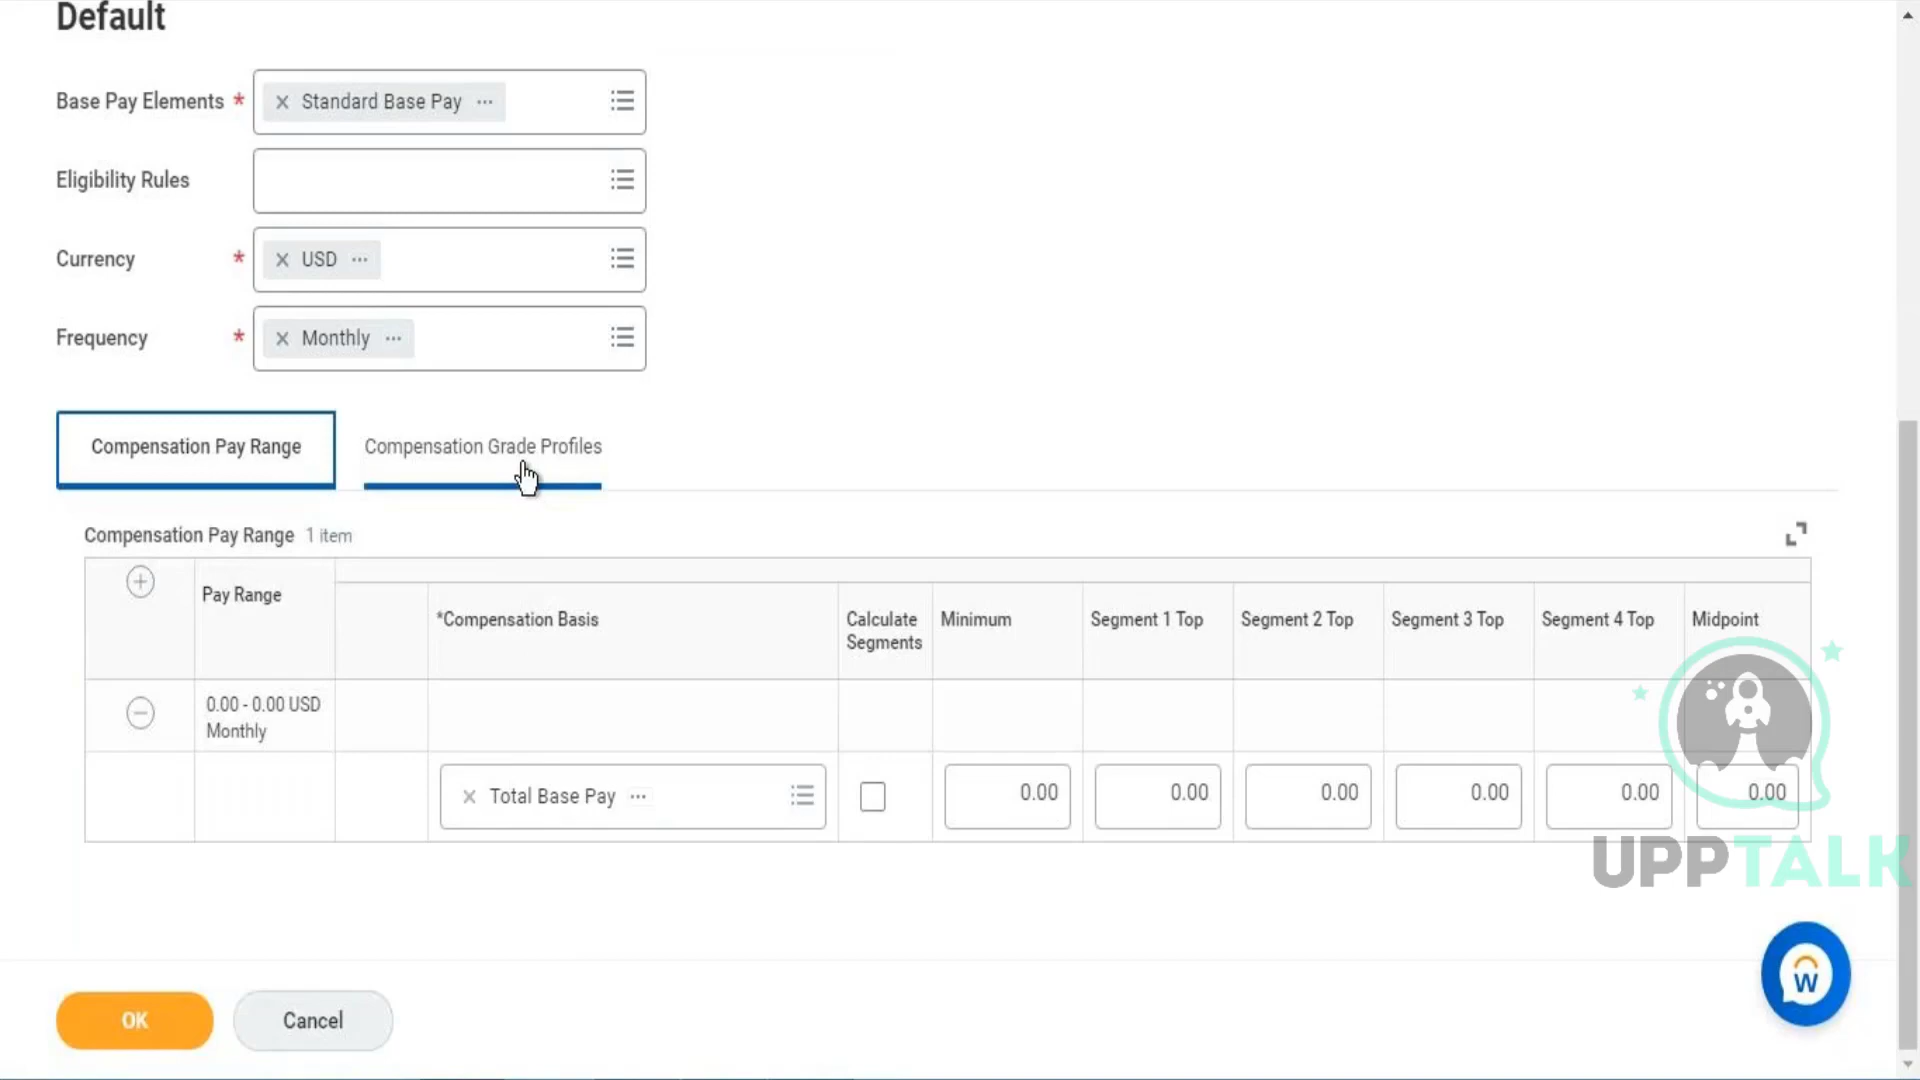 Default
Base Pay Elements *
× Standard Base Pay ...
Eligibility Rules
Currency *
× USD ...
Frequency *
× Monthly ...
Compensation Pay Range
Compensation Grade Profiles
Compensation Pay Range 1 item
Pay Range
*Compensation Basis
Calculate
Segments
Minimum
Segment 1 Top
Segment 2 Top
Segment 3 Top
Segment 4 Top
Midpoint
0.00 - 0.00 USD
Monthly
× Total Base Pay ...
0.00
0.00
0.00
0.00
0.00
0.00
UPPTALK
W
OK
Cancel